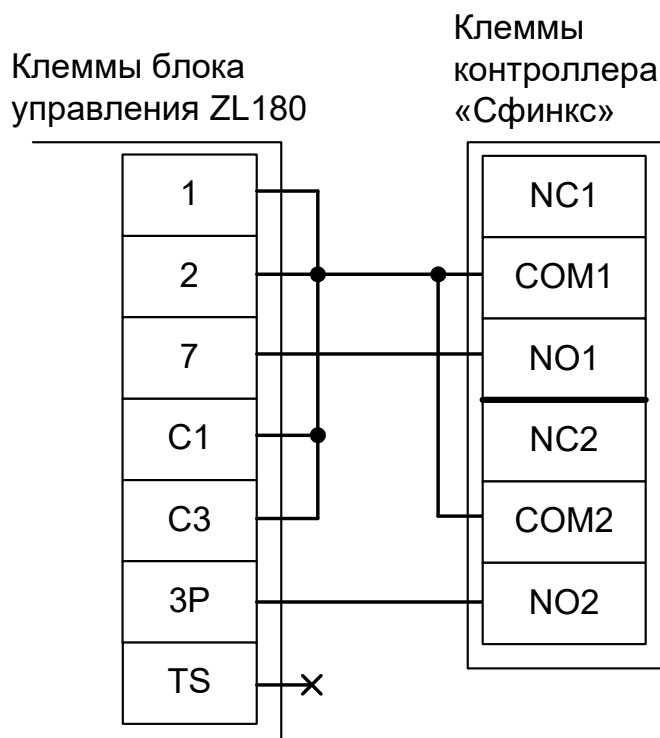 Клеммы блока
управления ZL180
Клеммы
контроллера
«Сфинкс»
1
2
7
C1
C3
3P
TS
NC1
COM1
NO1
NC2
COM2
NO2